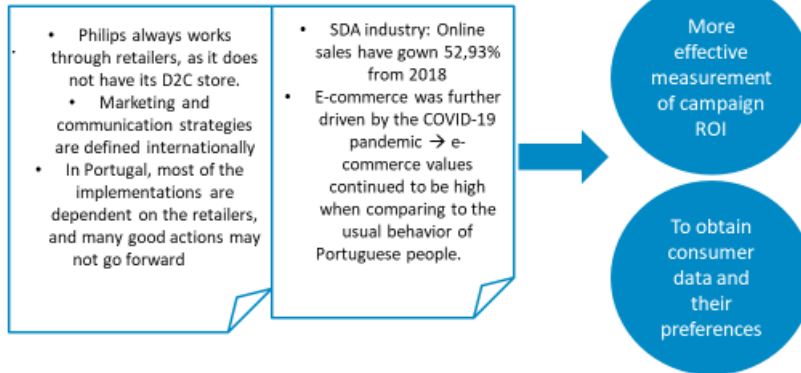 • Philips always works
through retailers, as it does
not have its D2C store.
• Marketing and
communication strategies
are defined internationally
• In Portugal, most of the
implementations are
dependent on the retailers,
and many good actions may
not go forward
• SDA industry: Online
sales have gown 52,93%
from 2018
• E-commerce was further
driven by the COVID-19
pandemic → e-
commerce values
continued to be high
when comparing to the
usual behavior of
Portuguese people.
More
effective
measurement
of campaign
ROI
To obtain
consumer
data and
their
preferences